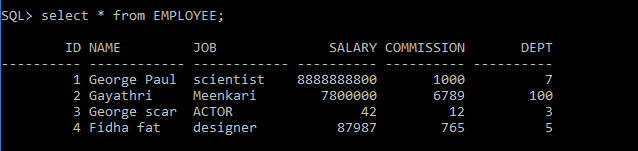 SQL> select * from EMPLOYEE;
        ID NAME         JOB              SALARY COMMISSION       DEPT
---------- ------------ ----------- ---------- ---------- ----------
         1 George Paul  scientist   8888888800       1000          7
         2 Gayathri     Meenkari       7800000       6789        100
         3 George scar  ACTOR               42         12          3
         4 Fidha fat    designer         87987        765          5